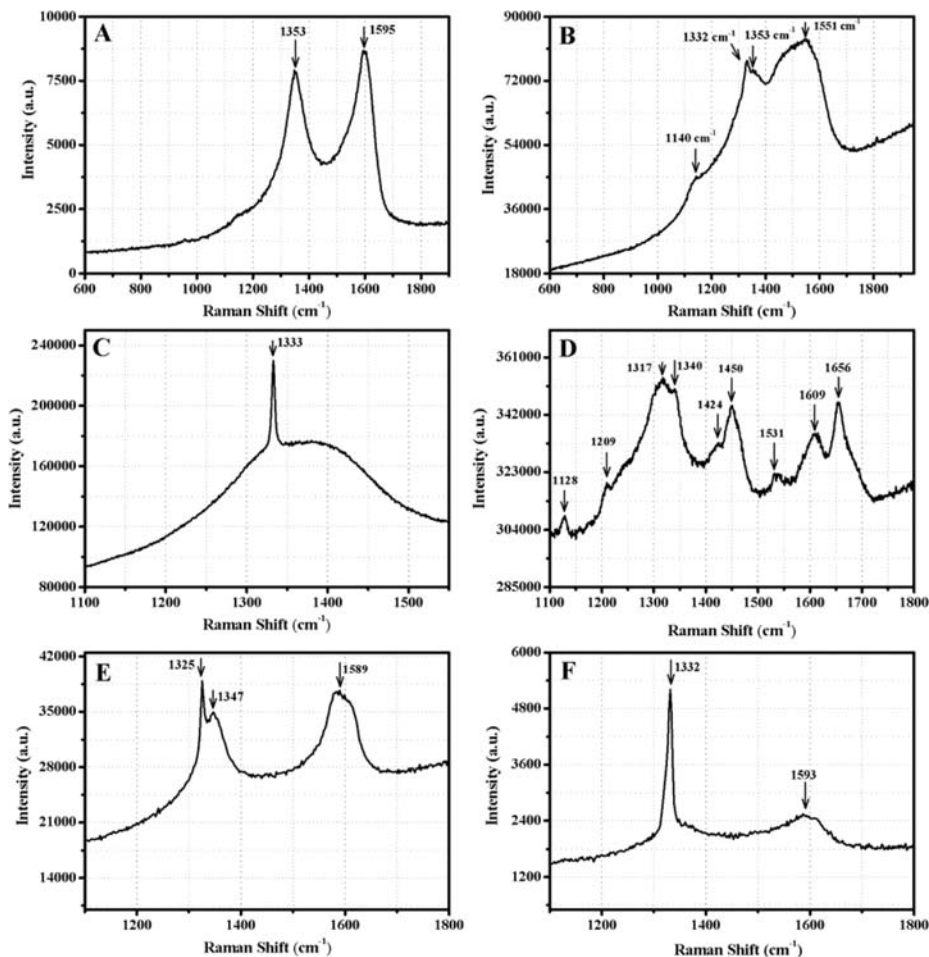 A
1353
1595
10000
7500
5000
2500
0
Intensity (a.u.)
600 800 1000 1200 1400 1600 1800
Raman Shift (cm-1)
B
1332 cm-1
1353 cm-1
1551 cm-1
1140 cm-1
90000
72000
54000
36000
18000
Intensity (a.u.)
600 800 1000 1200 1400 1600 1800
Raman Shift (cm-1)
C
1333
240000
200000
160000
120000
80000
Intensity (a.u.)
1100 1200 1300 1400 1500
Raman Shift (cm-1)
D
1128
1209
1317
1340
1424
1450
1531
1609
1656
361000
342000
323000
304000
285000
Intensity (a.u.)
1100 1200 1300 1400 1500 1600 1700 1800
Raman Shift (cm-1)
E
1325
1347
1589
42000
35000
28000
21000
14000
Intensity (a.u.)
1200 1400 1600 1800
Raman Shift (cm-1)
F
1332
1593
6000
4800
3600
2400
1200
Intensity (a.u.)
1200 1400 1600 1800
Raman Shift (cm-1)